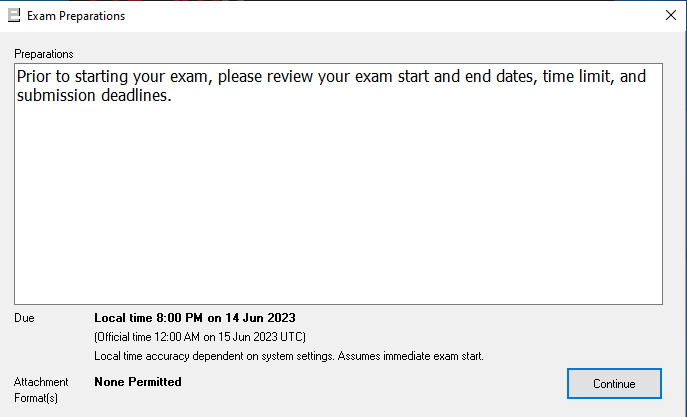 Exam Preparations
Preparations
Prior to starting your exam, please review your exam start and end dates, time limit, and
submission deadlines.
Due Local time 8:00 PM on 14 Jun 2023
(Official time 12:00 AM on 15 Jun 2023 UTC)
Local time accuracy dependent on system settings. Assumes immediate exam start.
Attachment None Permitted
Format(s)
Continue